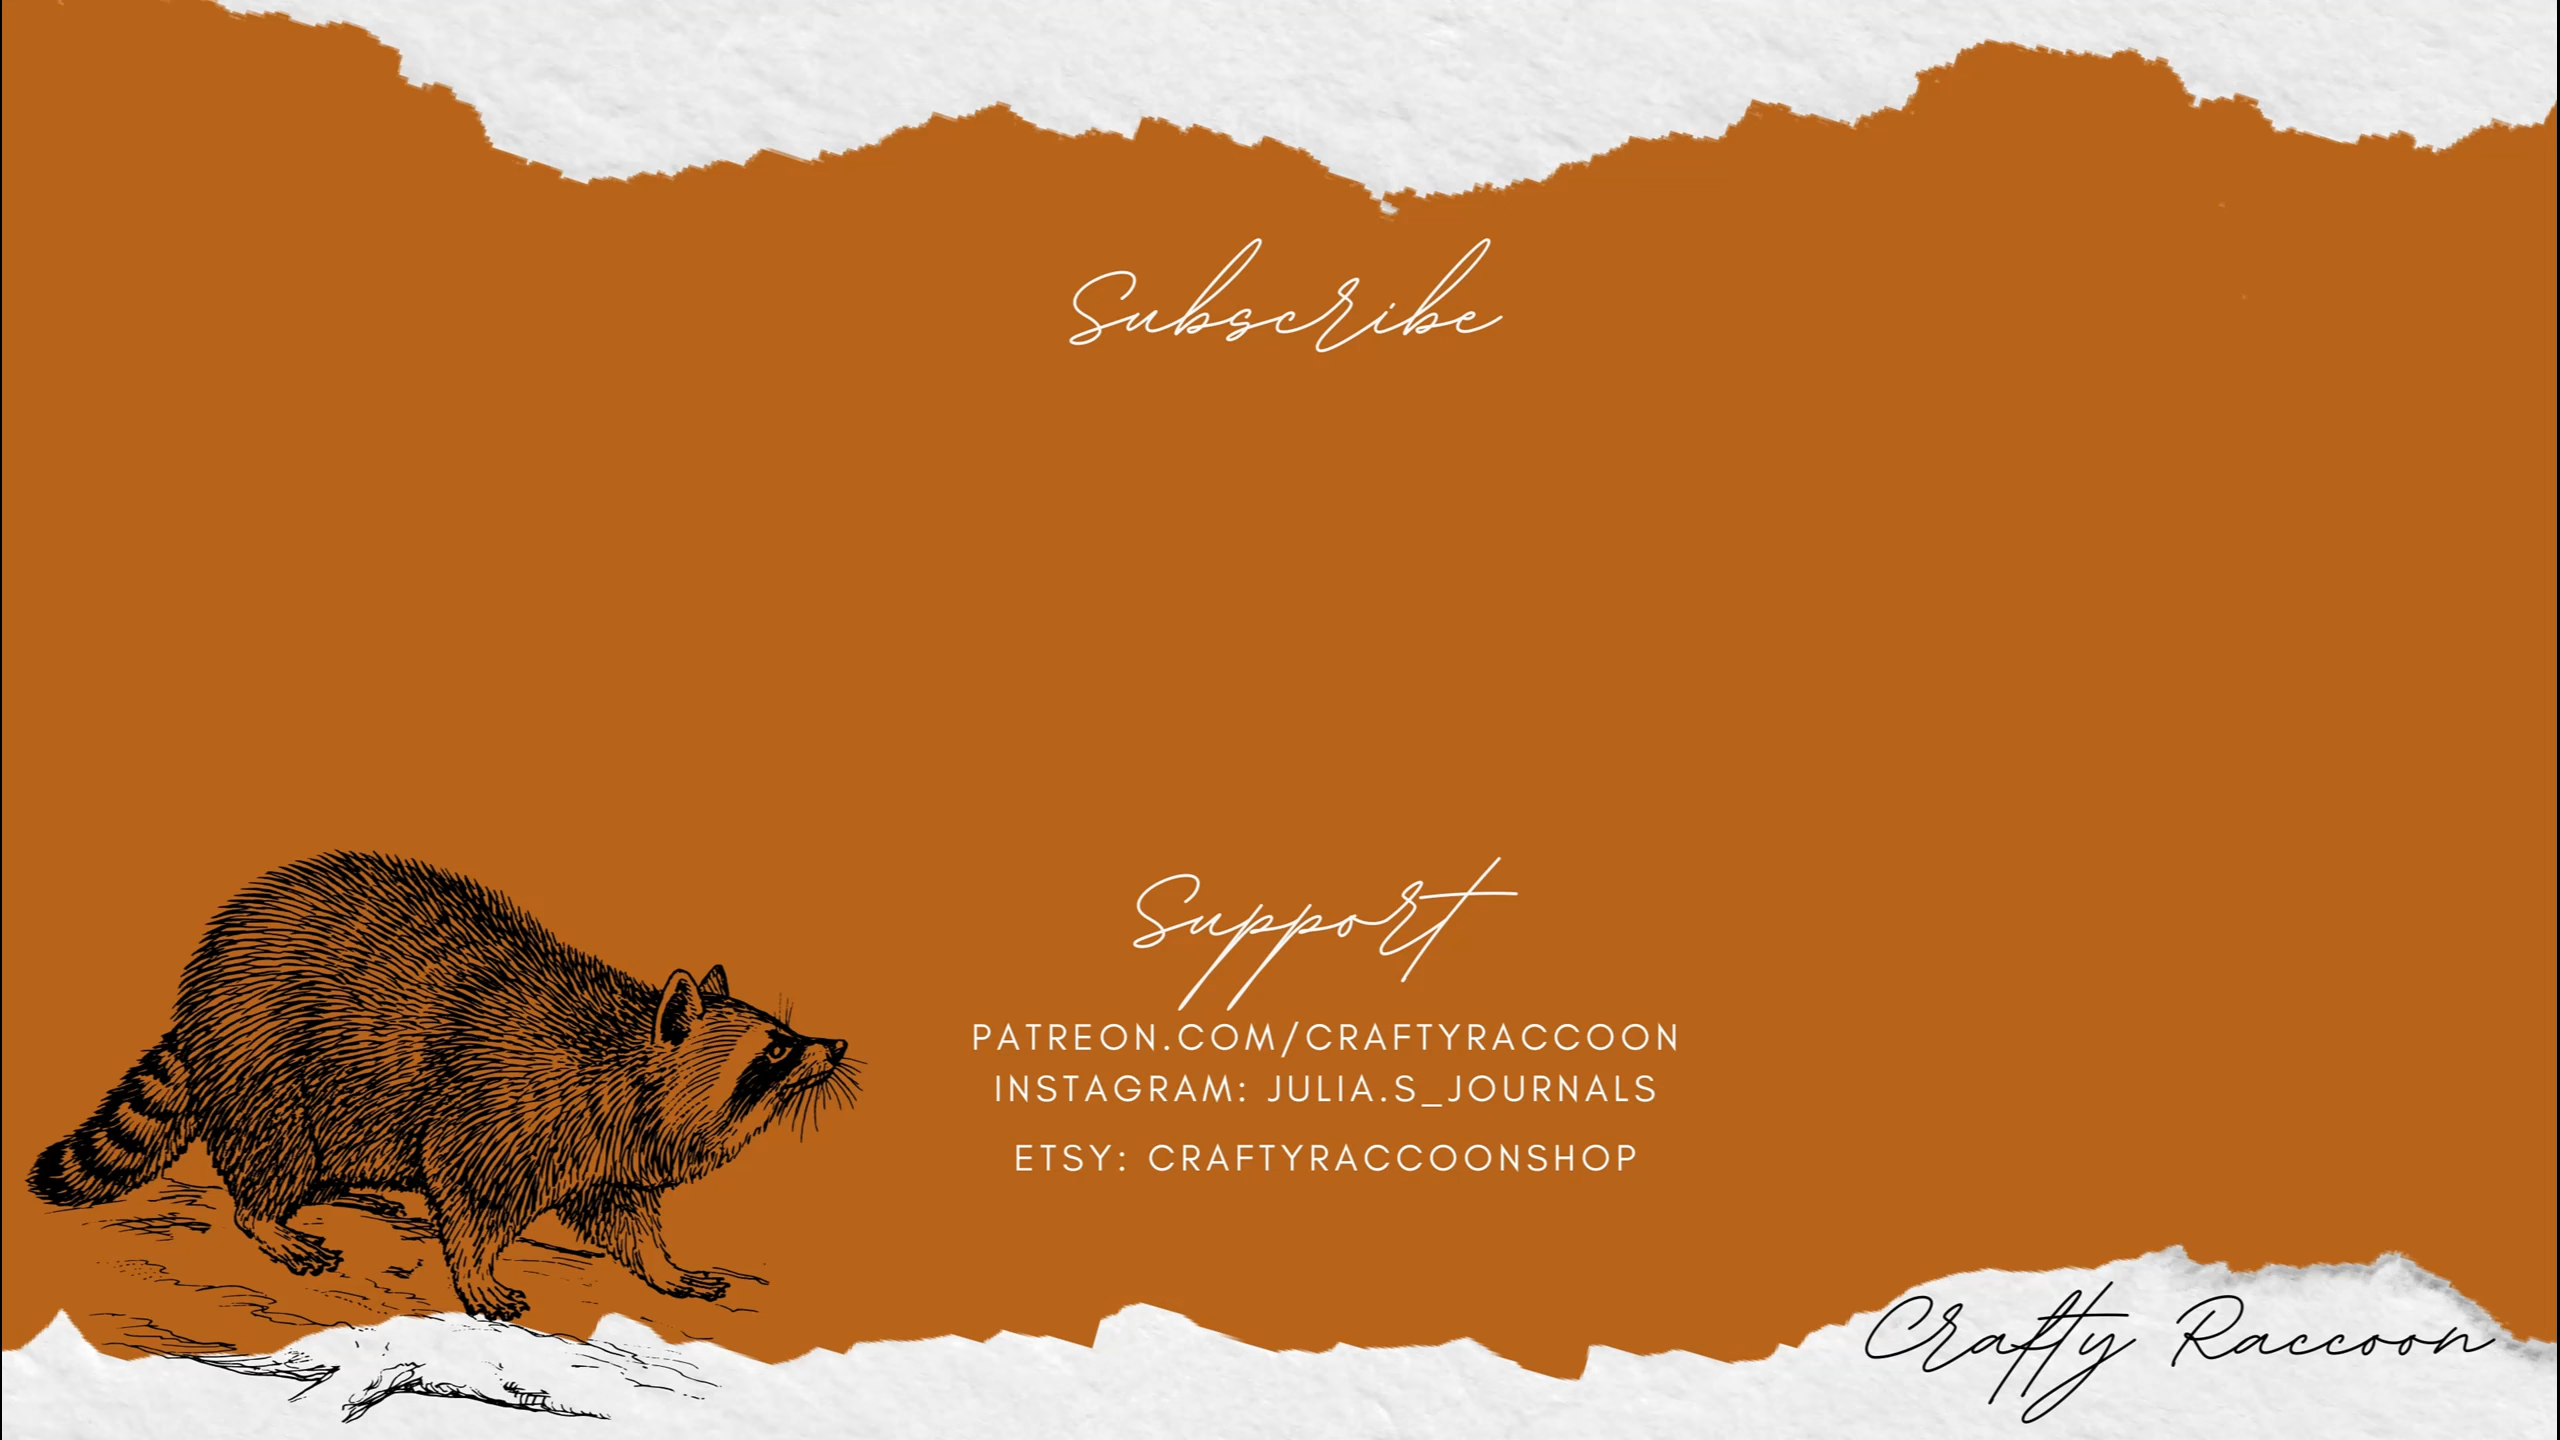 Subscribe
Support
PATREON.COM/CRAFTYRACCOON
INSTAGRAM: JULIA.S_JOURNALS
ETSY: CRAFTYRACCOONSHOP
Crafty Raccoon